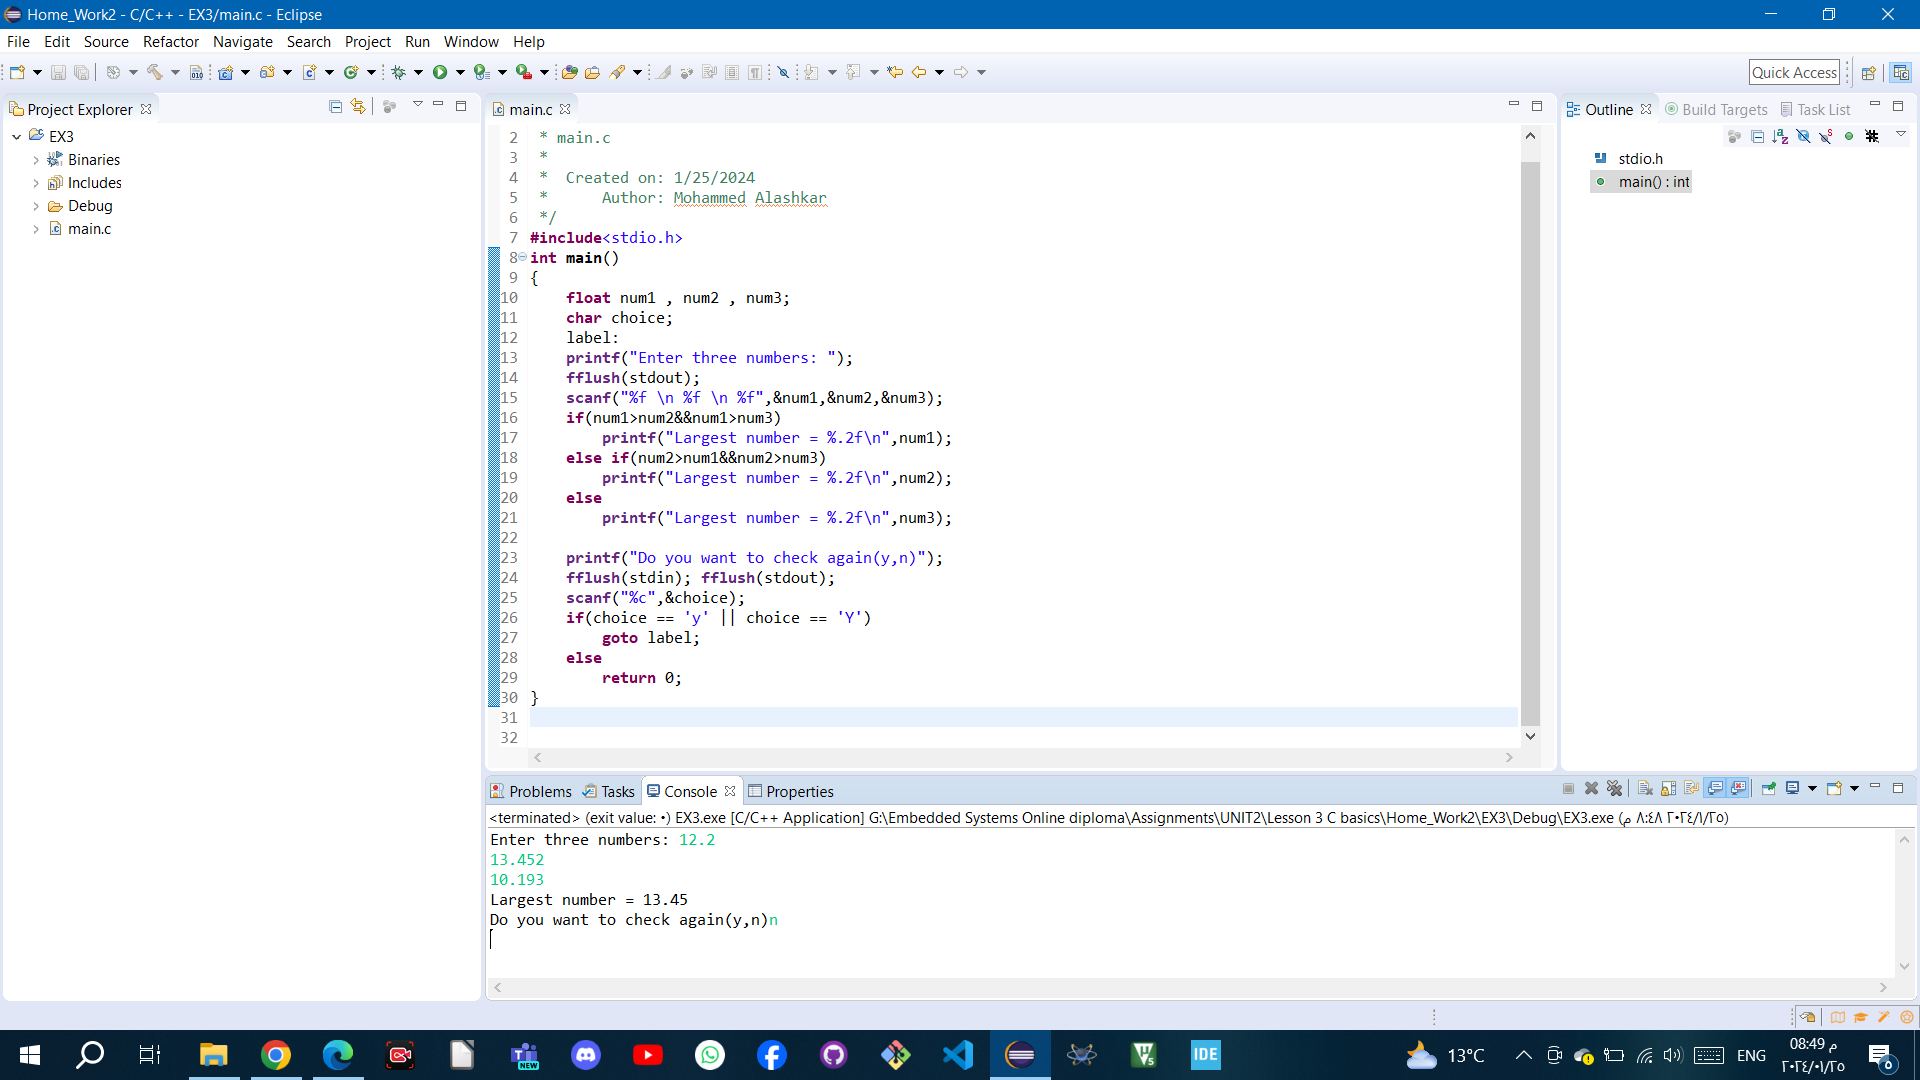 Home_Work2 - C/C++ - EX3/main.c - Eclipse
File Edit Source Refactor Navigate Search Project Run Window Help
Quick Access
Project Explorer
EX3
Binaries
Includes
Debug
main.c
main.c
2 * main.c
3 *
4 * Created on: 1/25/2024
5 * Author: Mohammed Alashkar
6 */
7 #include<stdio.h>
8 int main()
9 {
10 float num1 , num2 , num3;
11 char choice;
12 label:
13 printf("Enter three numbers: ");
14 fflush(stdout);
15 scanf("%f \n %f \n %f",&num1,&num2,&num3);
16 if(num1>num2&&num1>num3)
17 printf("Largest number = %.2f\n",num1);
18 else if(num2>num1&&num2>num3)
19 printf("Largest number = %.2f\n",num2);
20 else
21 printf("Largest number = %.2f\n",num3);
22
23 printf("Do you want to check again(y,n)");
24 fflush(stdin); fflush(stdout);
25 scanf("%c",&choice);
26 if(choice == 'y' || choice == 'Y')
27 goto label;
28 else
29 return 0;
30 }
31
32
Outline Build Targets Task List
stdio.h
main() : int
Problems Tasks Console Properties
<terminated> (exit value: ٠) EX3.exe [C/C++ Application] G:\Embedded Systems Online diploma\Assignments\UNIT2\Lesson 3 C basics\Home_Work2\EX3\Debug\EX3.exe (٢٠٢٤/١/٢٥ ٨:٤٨ م)
Enter three numbers: 12.2
13.452
10.193
Largest number = 13.45
Do you want to check again(y,n)n
13°C
ENG
08:49 م
٢٠٢٤/٠١/٢٥
٥
NEW
IDE